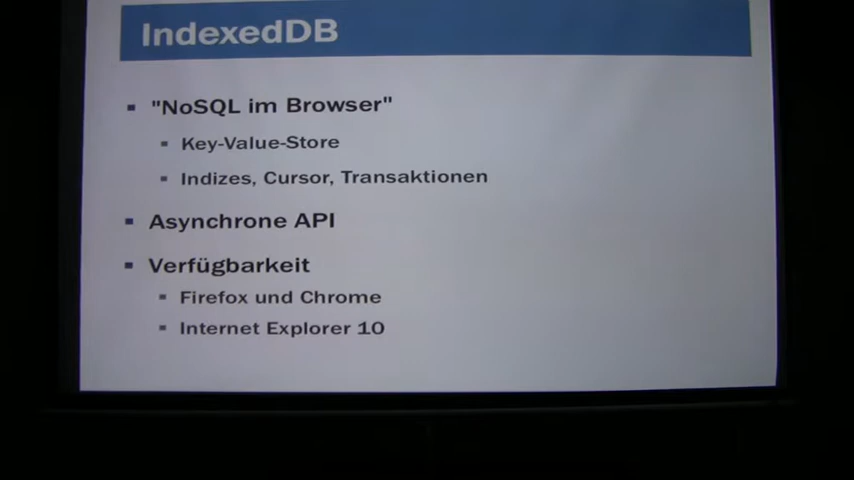 IndexedDB
"NoSQL im Browser"
Key-Value-Store
Indizes, Cursor, Transaktionen
Asynchrone API
Verfügbarkeit
Firefox und Chrome
Internet Explorer 10